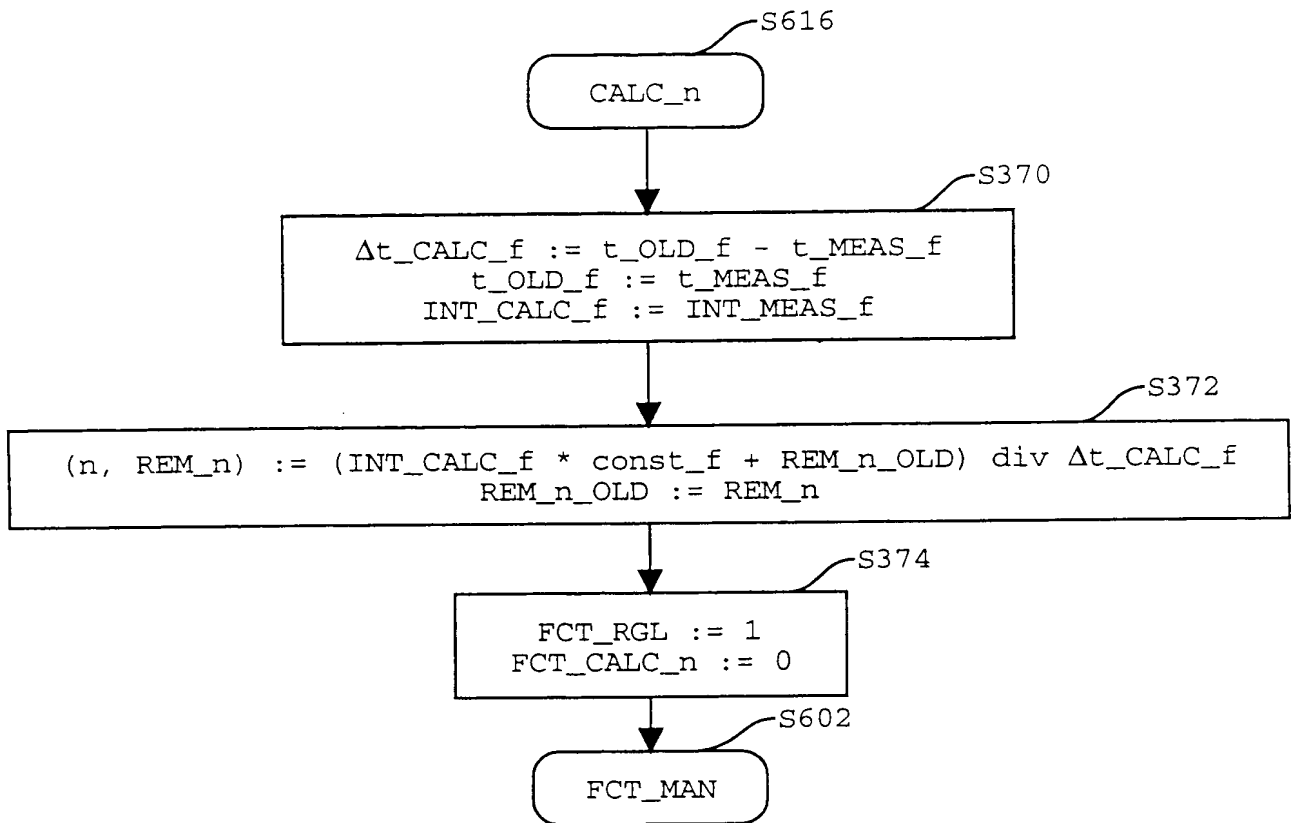 S616
CALC_n
S370
Δt_CALC_f := t_OLD_f - t_MEAS_f
t_OLD_f := t_MEAS_f
INT_CALC_f := INT_MEAS_f
S372
(n, REM_n) := (INT_CALC_f * const_f + REM_n_OLD) div Δt_CALC_f
REM_n_OLD := REM_n
S374
FCT_RGL := 1
FCT_CALC_n := 0
S602
FCT_MAN